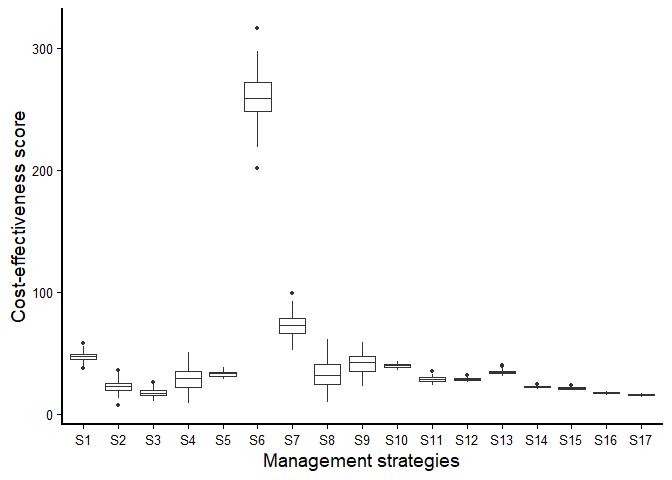 Cost-effectiveness score
300
200
100
0
S1 S2 S3 S4 S5 S6 S7 S8 S9 S10 S11 S12 S13 S14 S15 S16 S17
Management strategies